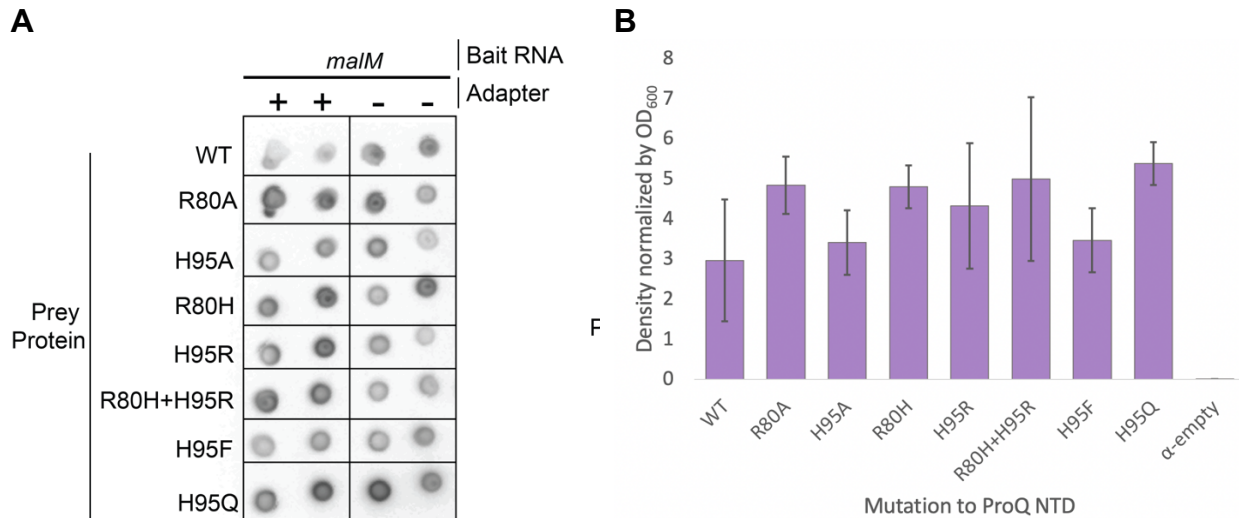 A
malM
Bait RNA
+ + - -
Adapter
Prey
Protein
WT
R80A
H95A
R80H
H95R
R80H+H95R
H95F
H95Q
B
Density normalized by OD600
8
7
6
5
4
3
2
1
0
WT
R80A
H95A
R80H
H95R
R80H+H95R
H95F
H95Q
α-empty
Mutation to ProQ NTD